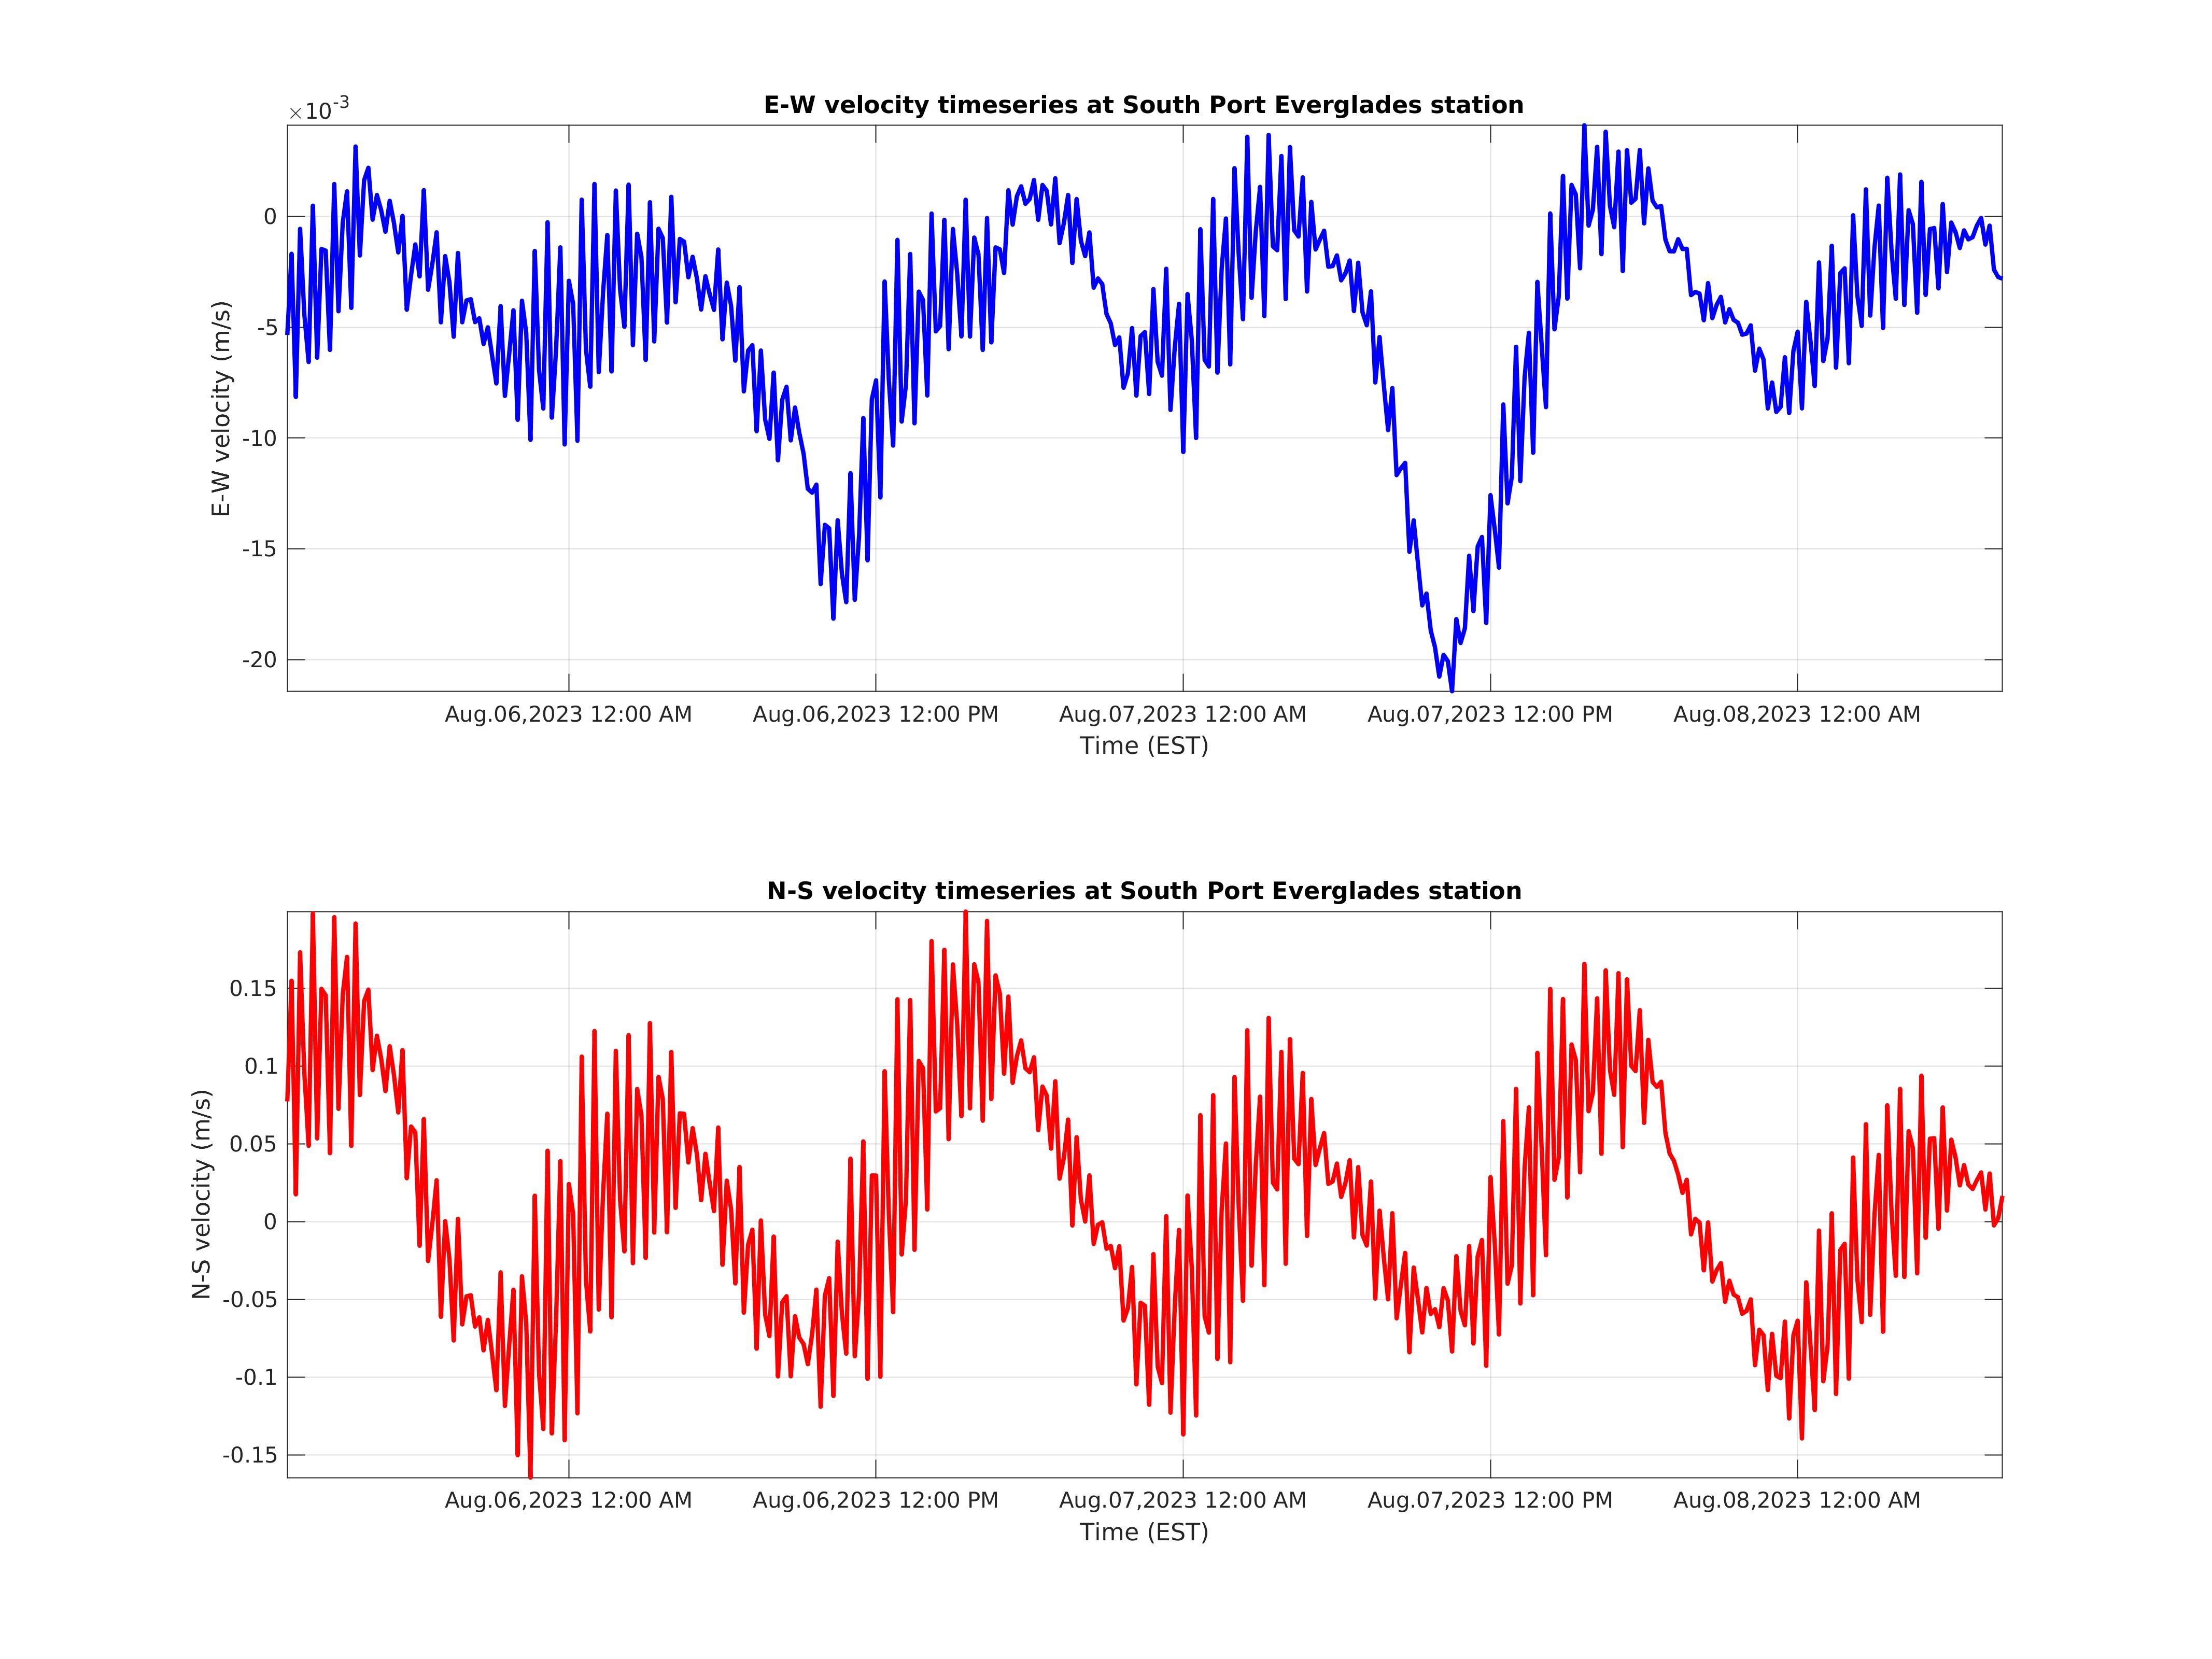 ×10-3
E-W velocity timeseries at South Port Everglades station
0
-5
-10
-15
-20
E-W velocity (m/s)
Aug.06,2023 12:00 AM Aug.06,2023 12:00 PM Aug.07,2023 12:00 AM Aug.07,2023 12:00 PM Aug.08,2023 12:00 AM
Time (EST)
N-S velocity timeseries at South Port Everglades station
0.15
0.1
0.05
0
-0.05
-0.1
-0.15
N-S velocity (m/s)
Aug.06,2023 12:00 AM Aug.06,2023 12:00 PM Aug.07,2023 12:00 AM Aug.07,2023 12:00 PM Aug.08,2023 12:00 AM
Time (EST)